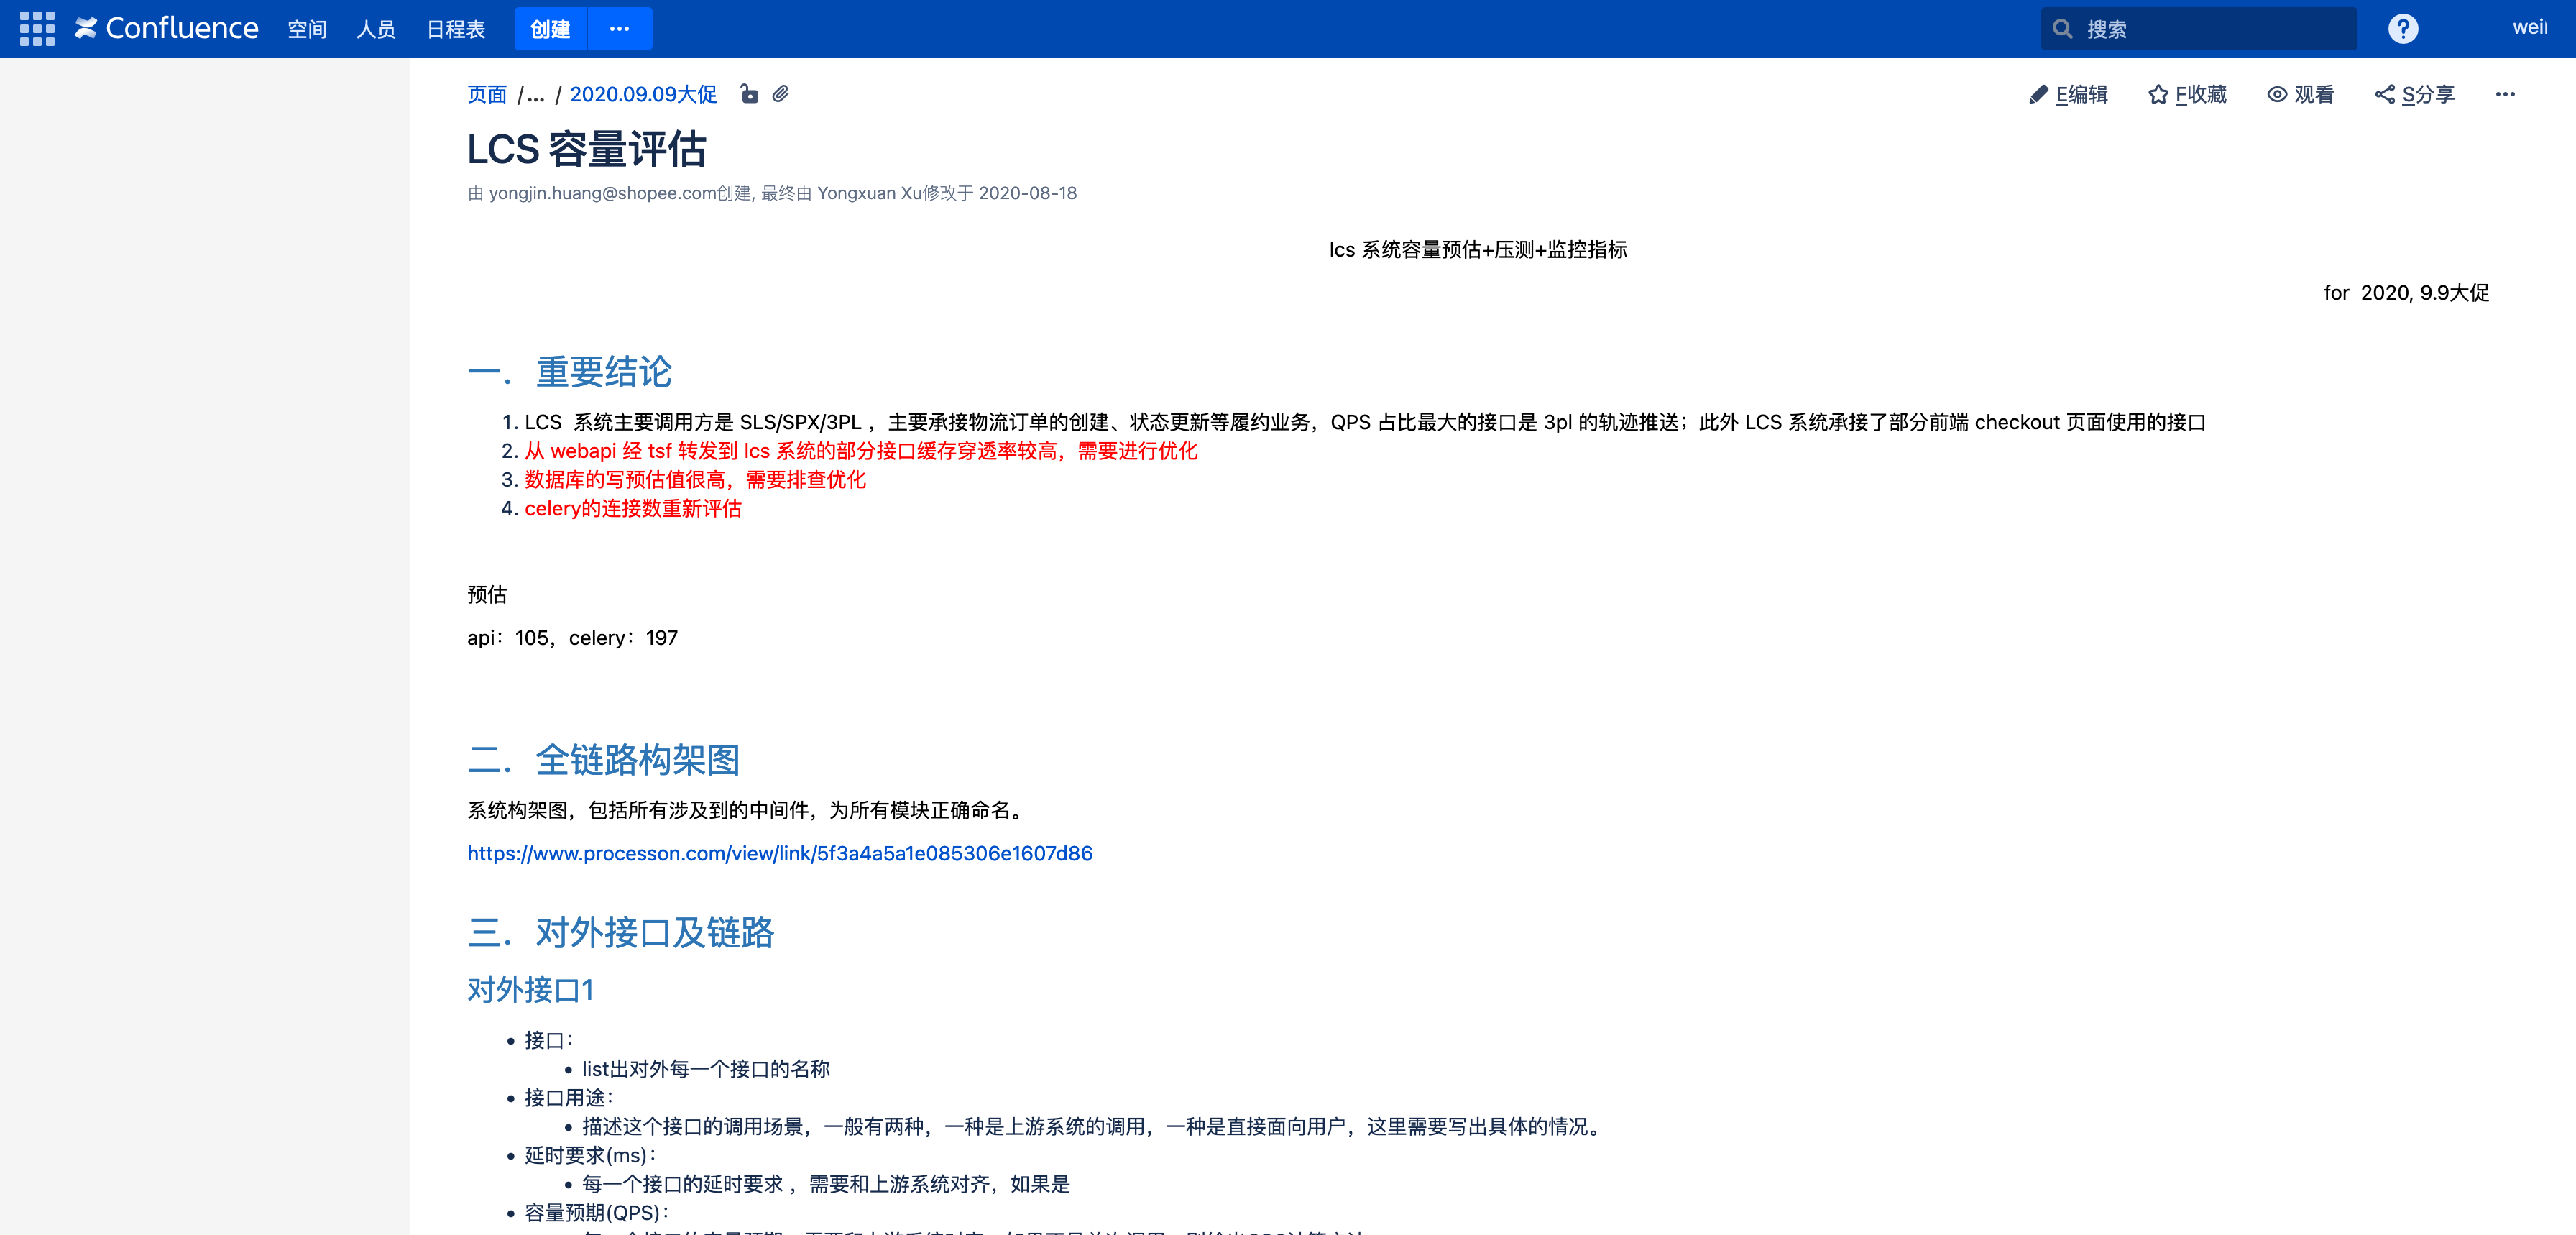 Confluence 空间 人员 日程表 创建 ··· 搜索 weil
页面 /... / 2020.09.09大促 E编辑 F收藏 观看 S分享 ···
LCS 容量评估
由 yongjin.huang@shopee.com创建, 最终由 Yongxuan Xu修改于 2020-08-18
lcs 系统容量预估+压测+监控指标
for 2020, 9.9大促
一. 重要结论
1. LCS 系统主要调用方是 SLS/SPX/3PL ，主要承接物流订单的创建、状态更新等履约业务，QPS 占比最大的接口是 3pl 的轨迹推送；此外 LCS 系统承接了部分前端 checkout 页面使用的接口
2. 从 webapi 经 tsf 转发到 lcs 系统的部分接口缓存穿透率较高，需要进行优化
3. 数据库的写预估值很高，需要排查优化
4. celery的连接数重新评估
预估
api：105，celery：197
二. 全链路构架图
系统构架图，包括所有涉及到的中间件，为所有模块正确命名。
https://www.processon.com/view/link/5f3a4a5a1e085306e1607d86
三. 对外接口及链路
对外接口1
• 接口：
• list出对外每一个接口的名称
• 接口用途：
• 描述这个接口的调用场景，一般有两种，一种是上游系统的调用，一种是直接面向用户，这里需要写出具体的情况。
• 延时要求(ms)：
• 每一个接口的延时要求 ，需要和上游系统对齐，如果是
• 容量预期(QPS)：